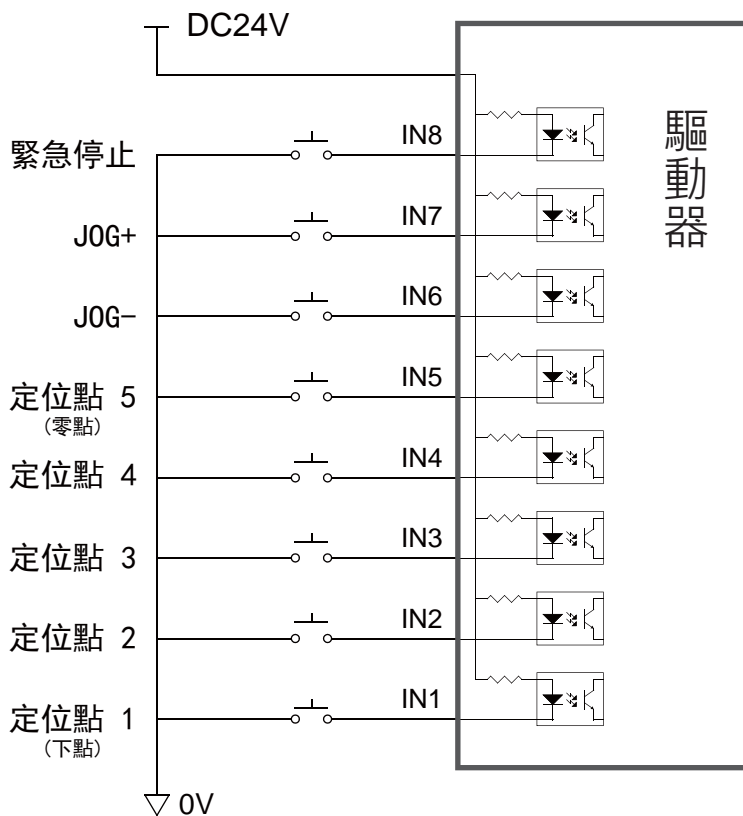 DC24V
驅動器
緊急停止
IN8
JOG+
IN7
JOG−
IN6
定位點 5
(零點)
IN5
定位點 4
IN4
定位點 3
IN3
定位點 2
IN2
定位點 1
(下點)
IN1
0V